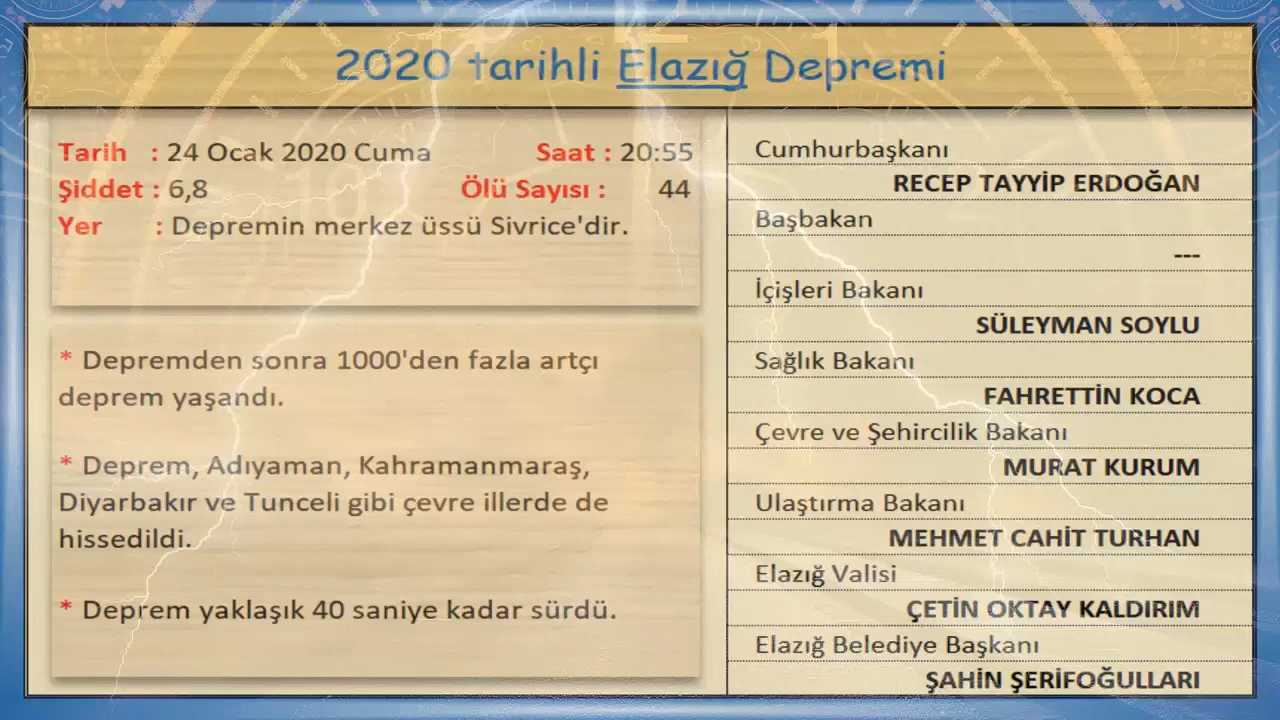 2020 tarihli Elazığ Depremi
Tarih : 24 Ocak 2020 Cuma Saat : 20:55
Şiddet : 6,8 Ölü Sayısı : 44
Yer : Depremin merkez üssü Sivrice'dir.
* Depremden sonra 1000'den fazla artçı
deprem yaşandı.
* Deprem, Adıyaman, Kahramanmaraş,
Diyarbakır ve Tunceli gibi çevre illerde de
hissedildi.
* Deprem yaklaşık 40 saniye kadar sürdü.
Cumhurbaşkanı
RECEP TAYYİP ERDOĞAN
Başbakan
---
İçişleri Bakanı
SÜLEYMAN SOYLU
Sağlık Bakanı
FAHRETTİN KOCA
Çevre ve Şehircilik Bakanı
MURAT KURUM
Ulaştırma Bakanı
MEHMET CAHİT TURHAN
Elazığ Valisi
ÇETİN OKTAY KALDIRIM
Elazığ Belediye Başkanı
ŞAHİN ŞERİFOĞULLARI